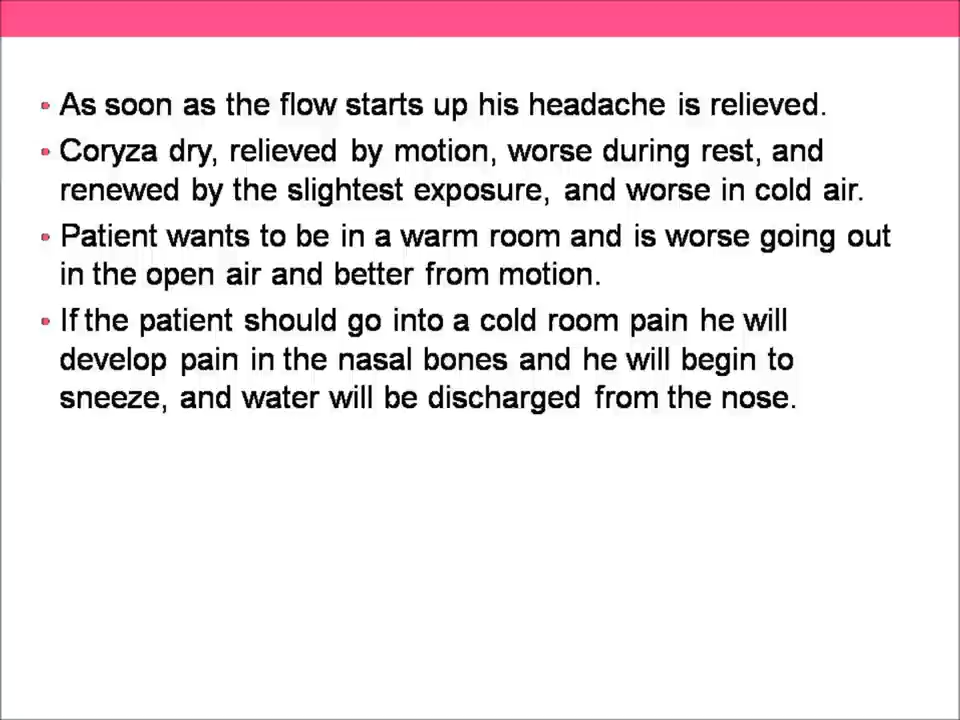 • As soon as the flow starts up his headache is relieved.
• Coryza dry, relieved by motion, worse during rest, and
renewed by the slightest exposure, and worse in cold air.
• Patient wants to be in a warm room and is worse going out
in the open air and better from motion.
• If the patient should go into a cold room pain he will
develop pain in the nasal bones and he will begin to
sneeze, and water will be discharged from the nose.